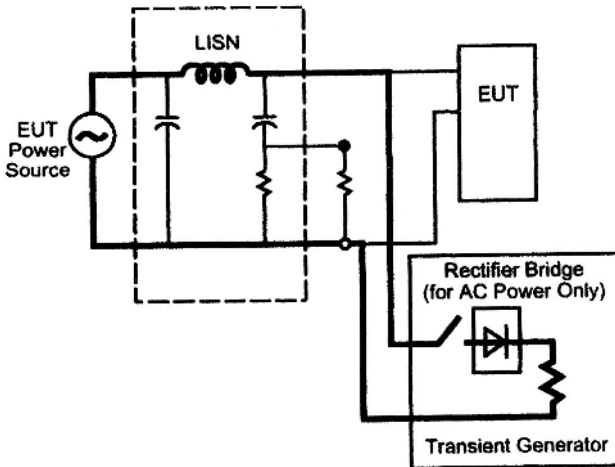 LISN
EUT
Power
Source
EUT
Rectifier Bridge
(for AC Power Only)
Transient Generator